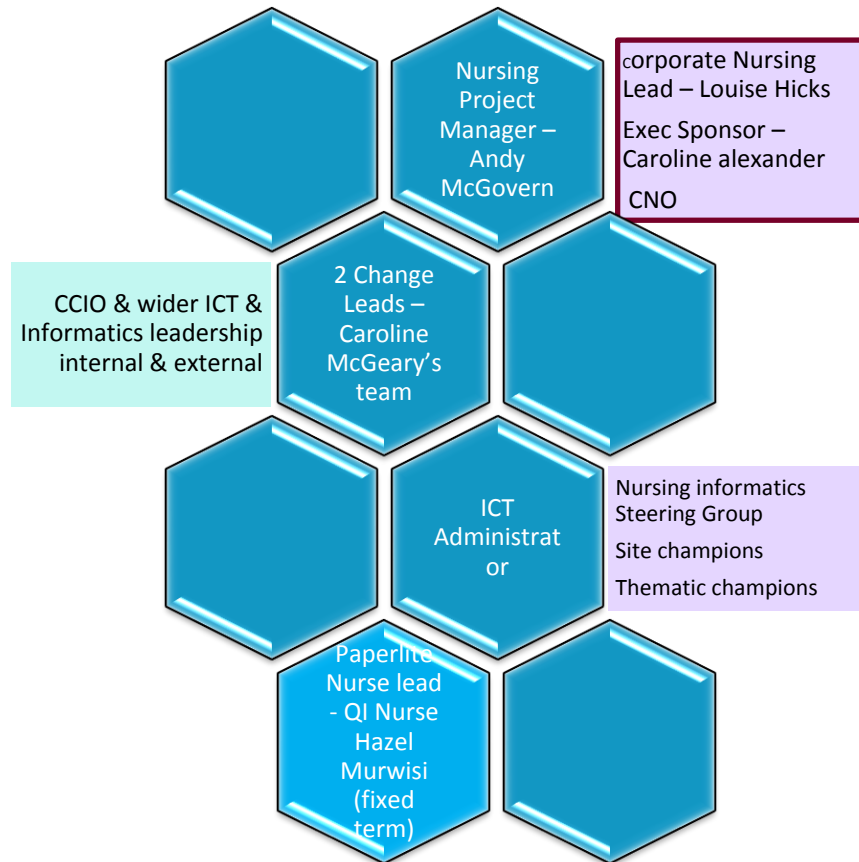 Nursing
Project
Manager –
Andy
McGovern
corporate Nursing
Lead – Louise Hicks
Exec Sponsor –
Caroline alexander
CNO
CCIO & wider ICT &
Informatics leadership
internal & external
2 Change
Leads –
Caroline
McGeary’s
team
ICT
Administrat
or
Nursing informatics
Steering Group
Site champions
Thematic champions
Paperlite
Nurse lead
- QI Nurse
Hazel
Murwisi
(fixed
term)